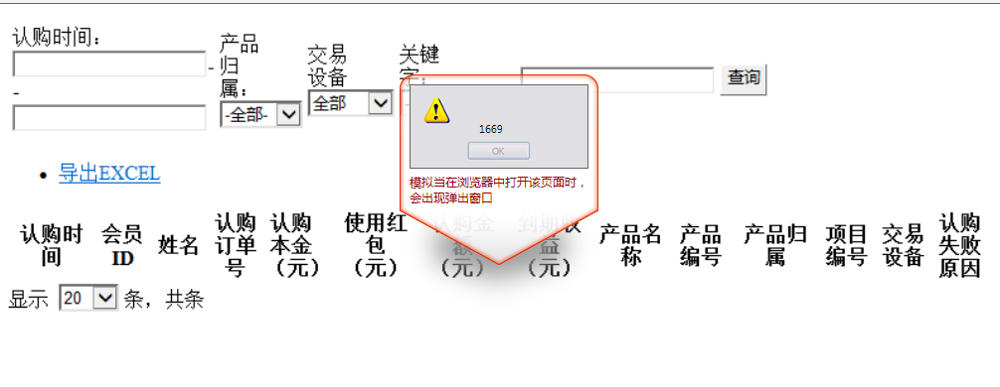 认购时间：
-
-
产品
归
属：
-全部-
交易
设备
全部
关键
字：
查询
1669
OK
模拟当在浏览器中打开该页面时，
会出现弹出窗口
导出EXCEL
认购时
间
会员
ID
姓名
认购
订单
号
认购
本金
（元）
使用红
包
（元）
认购金
额
（元）
到期收
益
（元）
产品名
称
产品
编号
产品归
属
项目
编号
交易
设备
认购
失败
原因
显示 20 条，共条